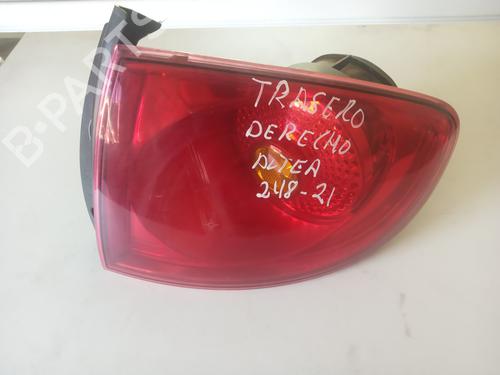 B-PARTS
TRASERO
DERECHO
ALTEA
248-21